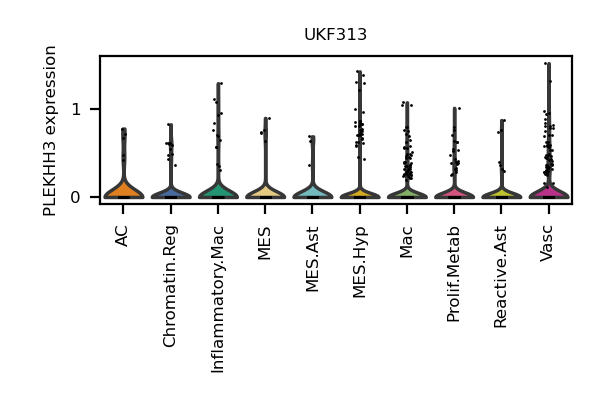 UKF313
PLEKHH3 expression
1
0
AC
Chromatin.Reg
Inflammatory.Mac
MES
MES.Ast
MES.Hyp
Mac
Prolif.Metab
Reactive.Ast
Vasc